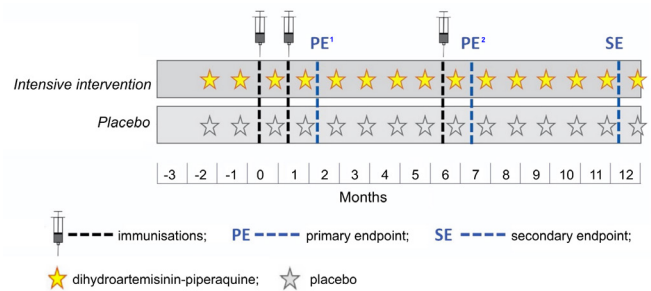 PE¹ PE² SE
Intensive intervention
Placebo
-3 -2 -1 0 1 2 3 4 5 6 7 8 9 10 11 12
Months
immunisations; PE primary endpoint; SE secondary endpoint;
dihydroartemisinin-piperaquine; placebo